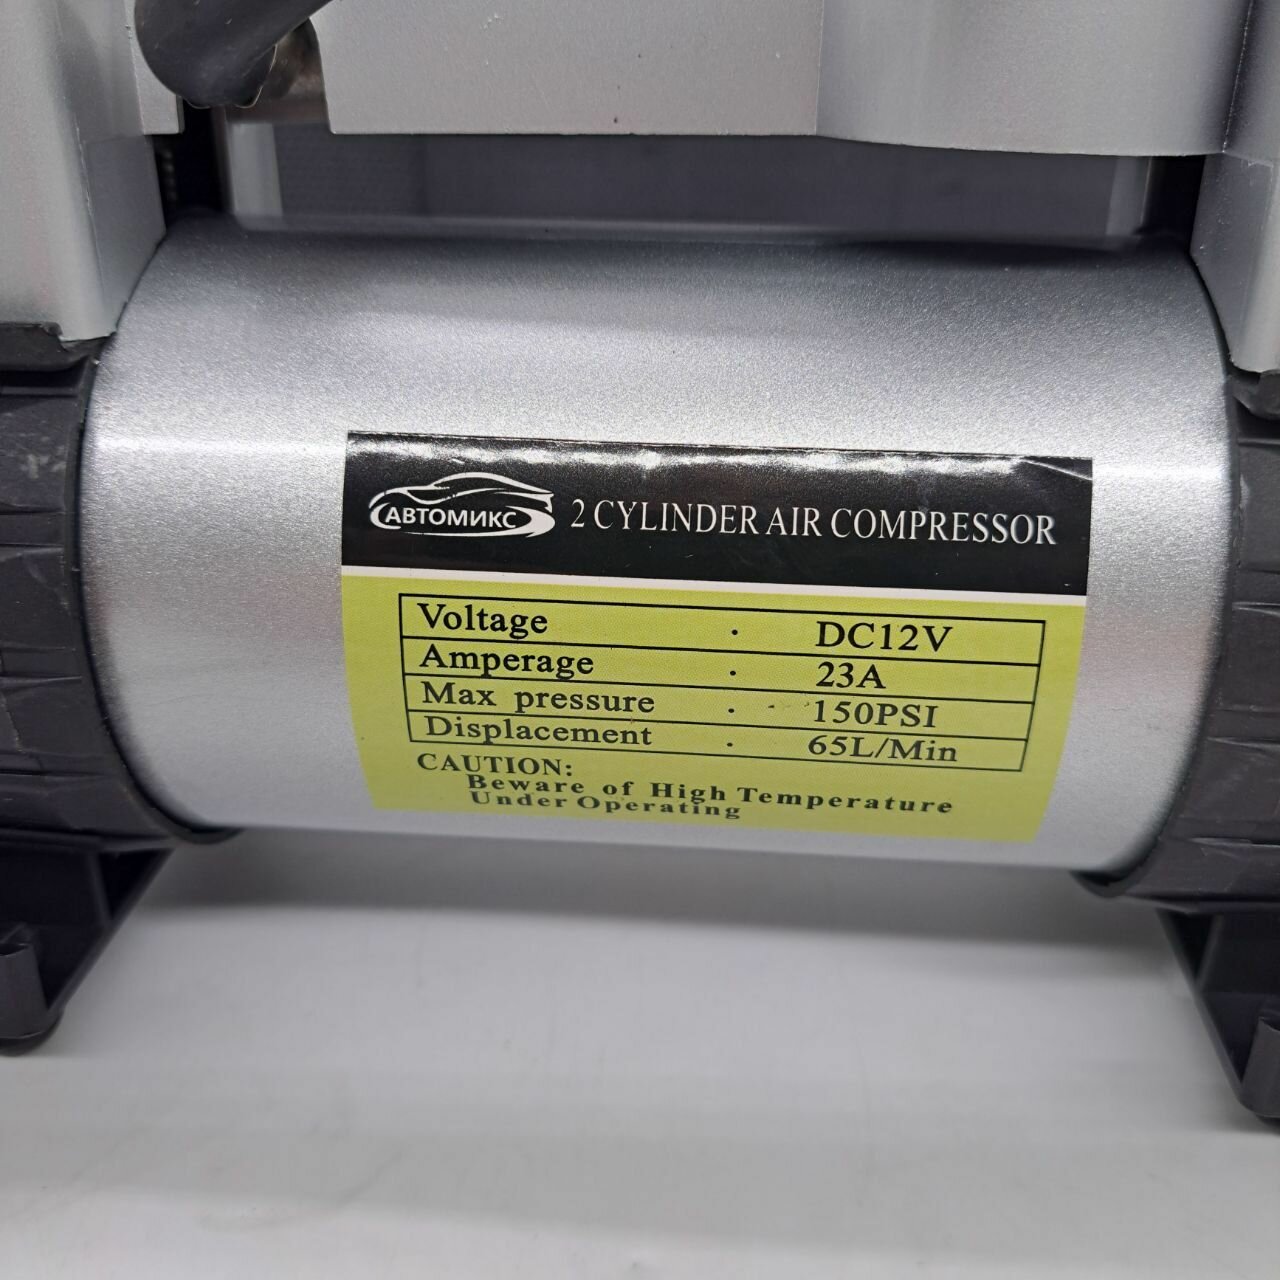 АВТОМИКС 2 CYLINDER AIR COMPRESSOR
Voltage . DC12V
Amperage . 23A
Max pressure . 150PSI
Displacement . 65L/Min
CAUTION:
Beware of High Temperature
Under Operating